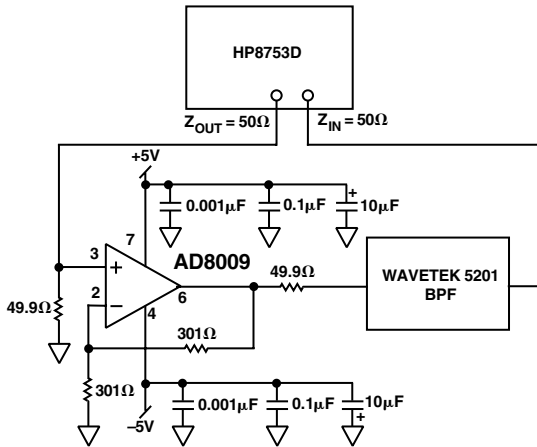 HP8753D
Z_OUT = 50Ω
Z_IN = 50Ω
+5V
+
0.001μF
0.1μF
10μF
7
3
+
AD8009
2
–
6
4
49.9Ω
49.9Ω
WAVETEK 5201
BPF
301Ω
301Ω
0.001μF
0.1μF
10μF
+
–5V